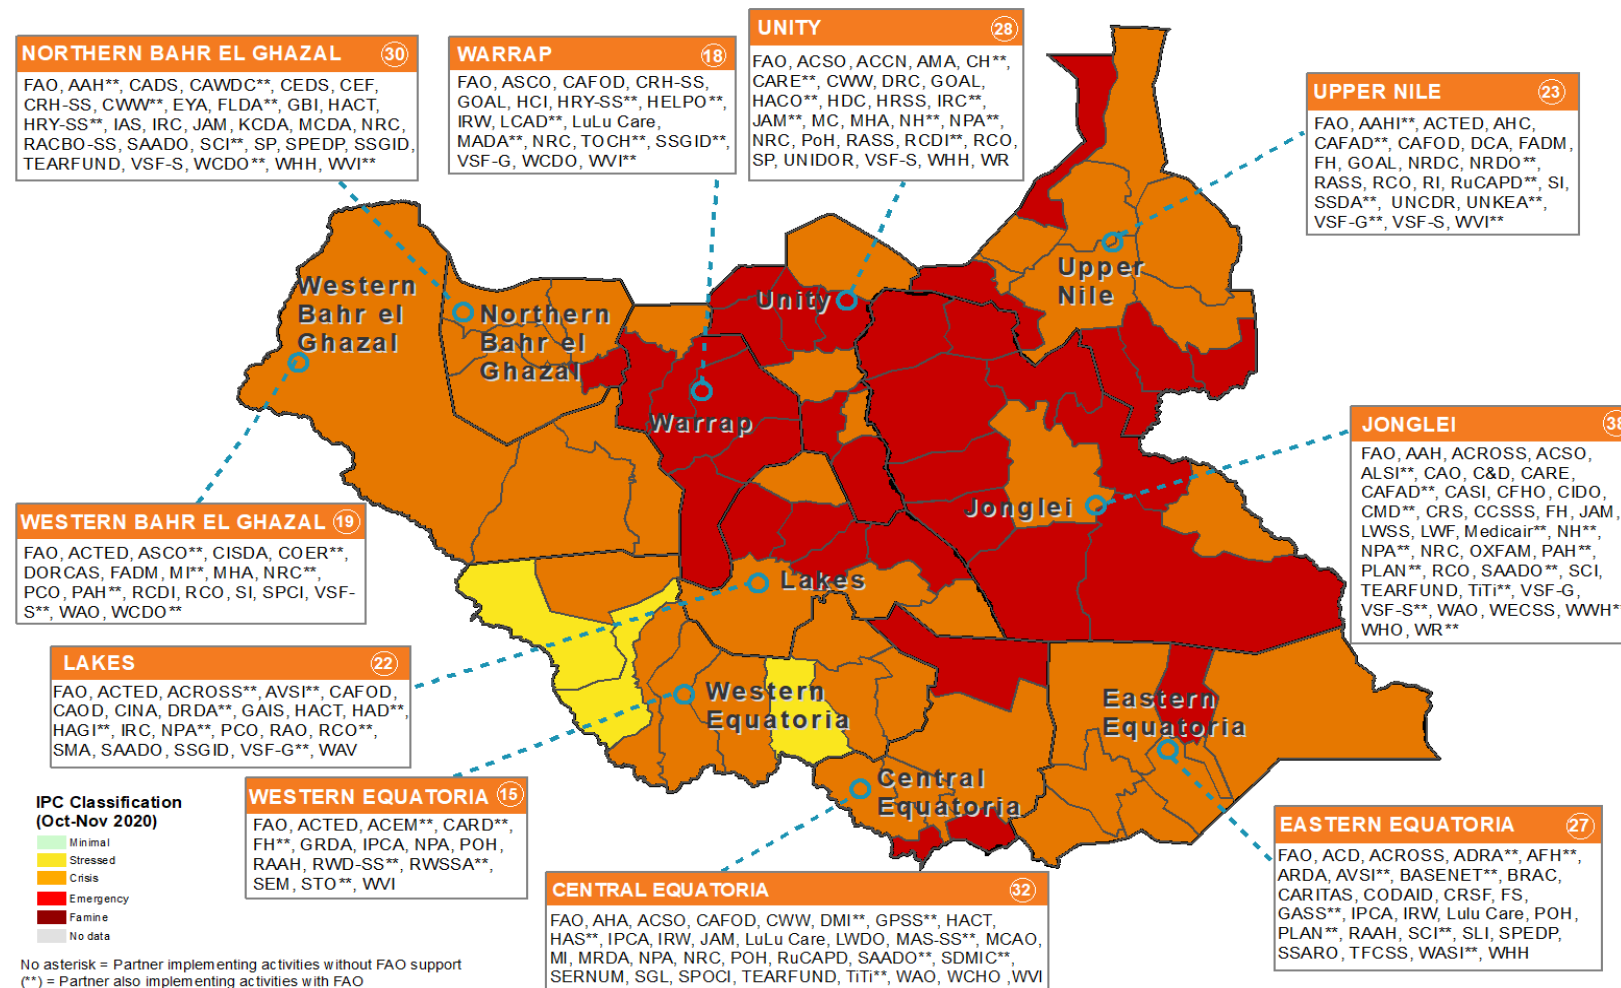 NORTHERN BAHR EL GHAZAL 30
FAO, AAH**, CADS, CAWDC**, CEDS, CEF,
CRH-SS, CWW**, EYA, FLDA**, GBI, HACT,
HRY-SS**, IAS, IRC, JAM, KCDA, MCDA, NRC,
RACBO-SS, SAADO, SCI**, SP, SPEDP, SSGID,
TEARFUND, VSF-S, WCDO**, WHH, WVI**
WARRAP 18
FAO, ASCO, CAFOD, CRH-SS,
GOAL, HCI, HRY-SS**, HELPO**,
IRW, LCAD**, LuLu Care,
MADA**, NRC, TOCH**, SSGID**,
VSF-G, WCDO, WVI**
UNITY 28
FAO, ACSO, ACCN, AMA, CH**,
CARE**, CWW, DRC, GOAL,
HACO**, HDC, HRSS, IRC**,
JAM**, MC, MHA, NH**, NPA**,
NRC, PoH, RASS, RCDI**, RCO,
SP, UNIDOR, VSF-S, WHH, WR
UPPER NILE 23
FAO, AAHI**, ACTED, AHC,
CAFAD**, CAFOD, DCA, FADM,
FH, GOAL, NRDC, NRDO**,
RASS, RCO, RI, RuCAPD**, SI,
SSDA**, UNCDR, UNKEA**,
VSF-G**, VSF-S, WVI**
Western
Bahr el
Ghazal
Northern
Bahr el
Ghazal
Unity
Upper
Nile
Warrap
Jonglei
Lakes
Western
Equatoria
Eastern
Equatoria
Central
Equatoria
JONGLEI 38
FAO, AAH, ACROSS, ACSO,
ALSI**, CAO, C&D, CARE,
CAFAD**, CASI, CFHO, CIDO,
CMD**, CRS, CCSSS, FH, JAM,
LWSS, LWF, Medicair**, NH**,
NPA**, NRC, OXFAM, PAH**,
PLAN**, RCO, SAADO**, SCI,
TEARFUND, TiTi**, VSF-G,
VSF-S**, WAO, WECSS, WWH*
WHO, WR**
WESTERN BAHR EL GHAZAL 19
FAO, ACTED, ASCO**, CISDA, COER**,
DORCAS, FADM, MI**, MHA, NRC**,
PCO, PAH**, RCDI, RCO, SI, SPCI, VSF-
S**, WAO, WCDO**
LAKES 22
FAO, ACTED, ACROSS**, AVSI**, CAFOD,
CAOD, CINA, DRDA**, GAIS, HACT, HAD**,
HAGI**, IRC, NPA**, PCO, RAO, RCO**,
SMA, SAADO, SSGID, VSF-G**, WAV
WESTERN EQUATORIA 15
FAO, ACTED, ACEM**, CARD**,
FH**, GRDA, IPCA, NPA, POH,
RAAH, RWD-SS**, RWSSA**,
SEM, STO**, WVI
CENTRAL EQUATORIA 32
FAO, AHA, ACSO, CAFOD, CWW, DMI**, GPSS**, HACT,
HAS**, IPCA, IRW, JAM, LuLu Care, LWDO, MAS-SS**, MCAO,
MI, MRDA, NPA, NRC, POH, RuCAPD, SAADO**, SDMIC**,
SERNUM, SGL, SPOCI, TEARFUND, TiTi**, WAO, WCHO ,WVI
EASTERN EQUATORIA 27
FAO, ACD, ACROSS, ADRA**, AFH**,
ARDA, AVSI**, BASENET**, BRAC,
CARITAS, CODAID, CRSF, FS,
GASS**, IPCA, IRW, Lulu Care, POH,
PLAN**, RAAH, SCI**, SLI, SPEDP,
SSARO, TFCSS, WASI**, WHH
IPC Classification
(Oct-Nov 2020)
Minimal
Stressed
Crisis
Emergency
Famine
No data
No asterisk = Partner implementing activities without FAO support
(**) = Partner also implementing activities with FAO